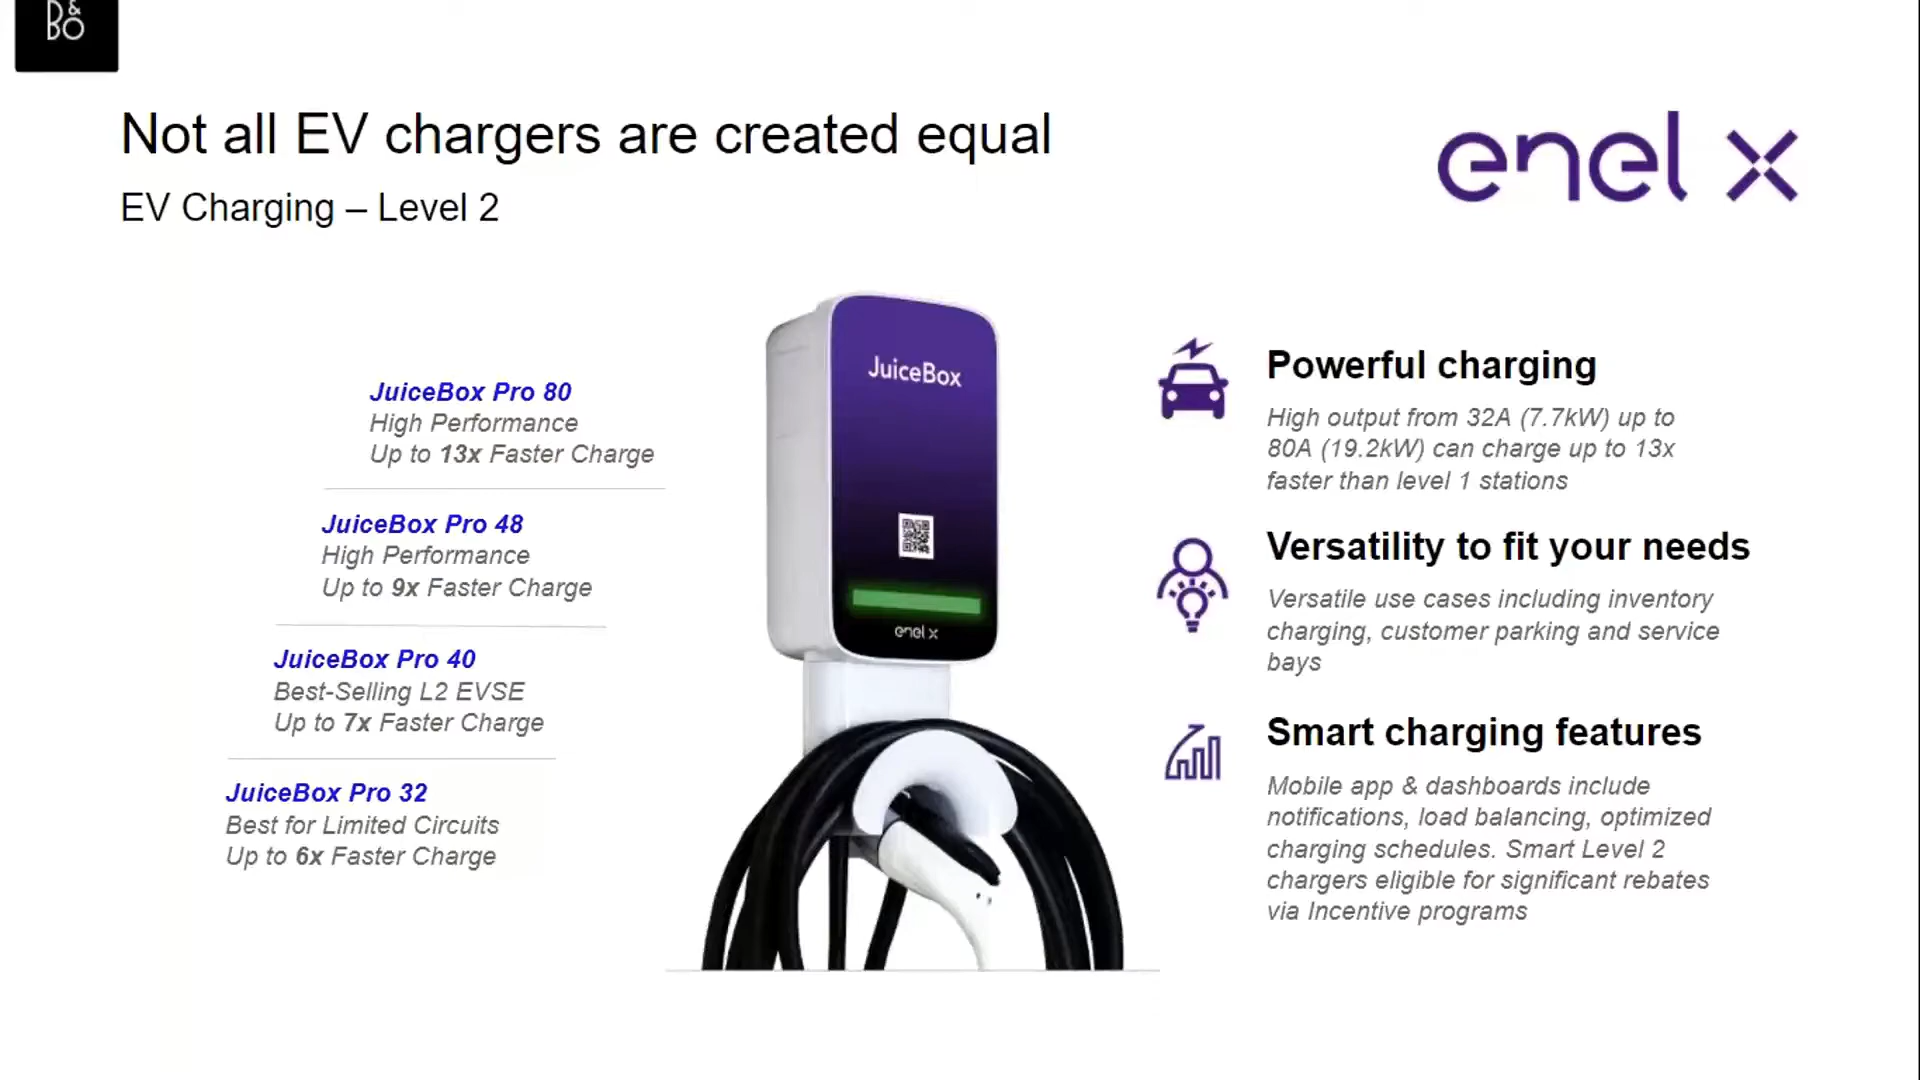 B&O
Not all EV chargers are created equal
EV Charging – Level 2
enel x
JuiceBox Pro 80
High Performance
Up to 13x Faster Charge
JuiceBox Pro 48
High Performance
Up to 9x Faster Charge
JuiceBox Pro 40
Best-Selling L2 EVSE
Up to 7x Faster Charge
JuiceBox Pro 32
Best for Limited Circuits
Up to 6x Faster Charge
JuiceBox
enel x
Powerful charging
High output from 32A (7.7kW) up to
80A (19.2kW) can charge up to 13x
faster than level 1 stations
Versatility to fit your needs
Versatile use cases including inventory
charging, customer parking and service
bays
Smart charging features
Mobile app & dashboards include
notifications, load balancing, optimized
charging schedules. Smart Level 2
chargers eligible for significant rebates
via Incentive programs